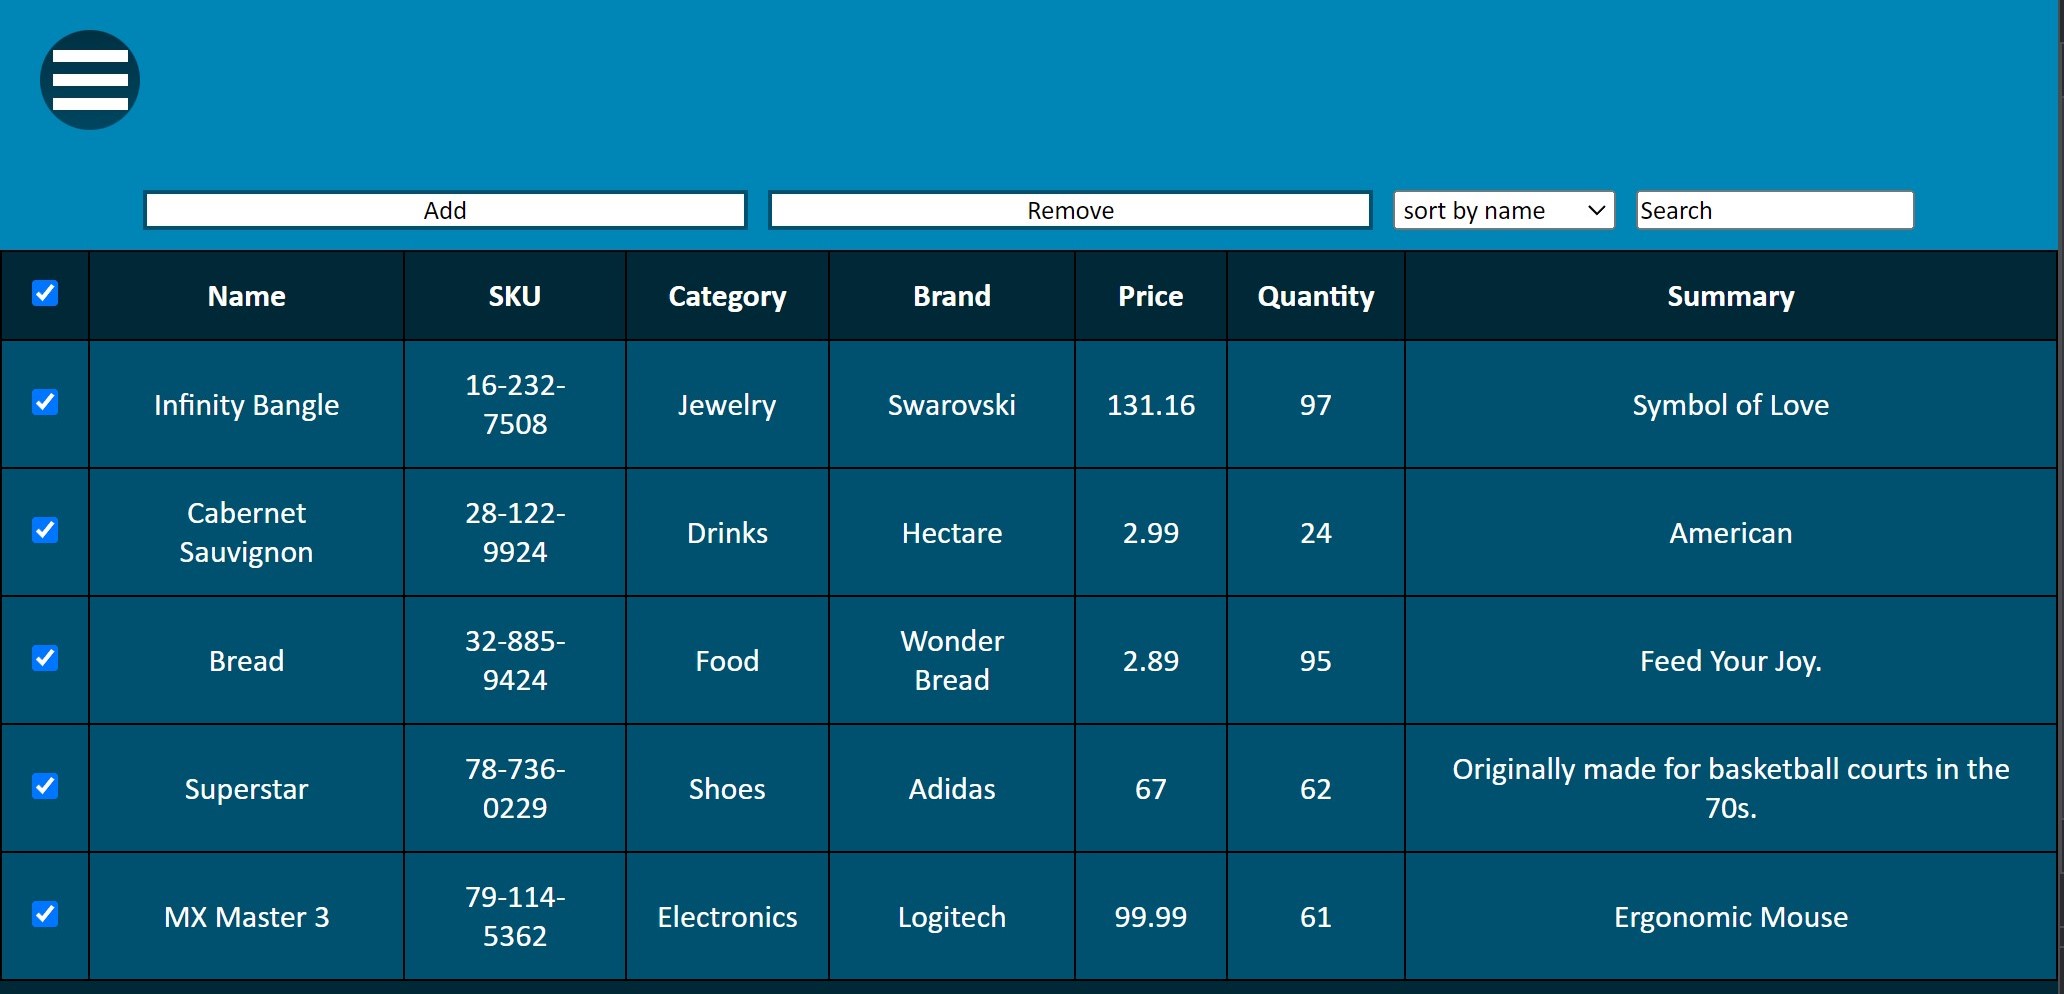 Add Remove sort by name Search
Name SKU Category Brand Price Quantity Summary
Infinity Bangle 16-232-
7508 Jewelry Swarovski 131.16 97 Symbol of Love
Cabernet
Sauvignon 28-122-
9924 Drinks Hectare 2.99 24 American
Bread 32-885-
9424 Food Wonder
Bread 2.89 95 Feed Your Joy.
Superstar 78-736-
0229 Shoes Adidas 67 62 Originally made for basketball courts in the
70s.
MX Master 3 79-114-
5362 Electronics Logitech 99.99 61 Ergonomic Mouse